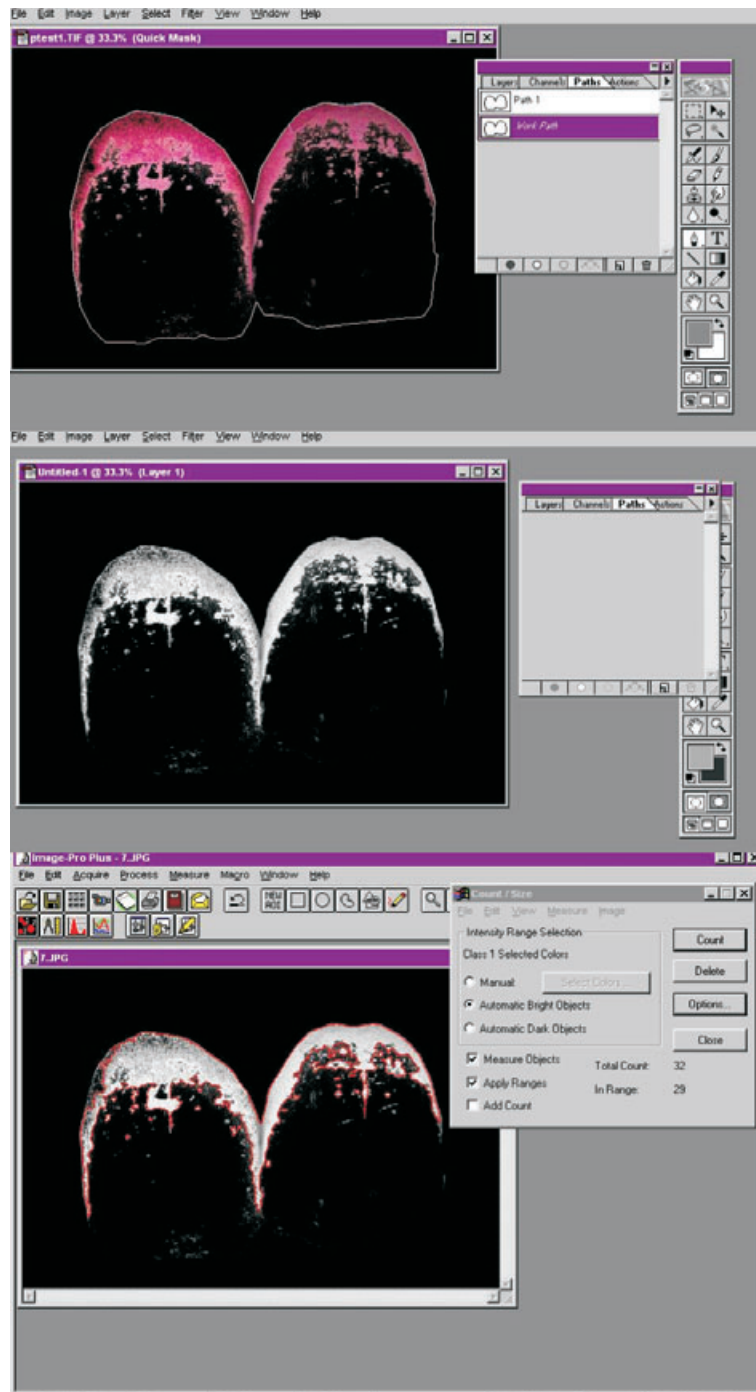 File Edit Image Layer Select Filter View Window Help
ptest1.TIF @ 33.3% (Quick Mask)
Layers Channels Paths Actions
Path 1
Work Path
T
File Edit Image Layer Select Filter View Window Help
Untitled-1 @ 33.3% (Layer 1)
Layers Channels Paths Actions
Image-Pro Plus - 7.JPG
File Edit Acquire Process Measure Macro Window Help
NEW AOI
7.JPG
Count / Size
File Edit View Measure Image
Intensity Range Selection
Class 1 Selected Colors
Manual: Select Colors...
Automatic Bright Objects
Automatic Dark Objects
Measure Objects
Apply Ranges
Add Count
Total Count: 32
In Range: 29
Count
Delete
Options...
Close